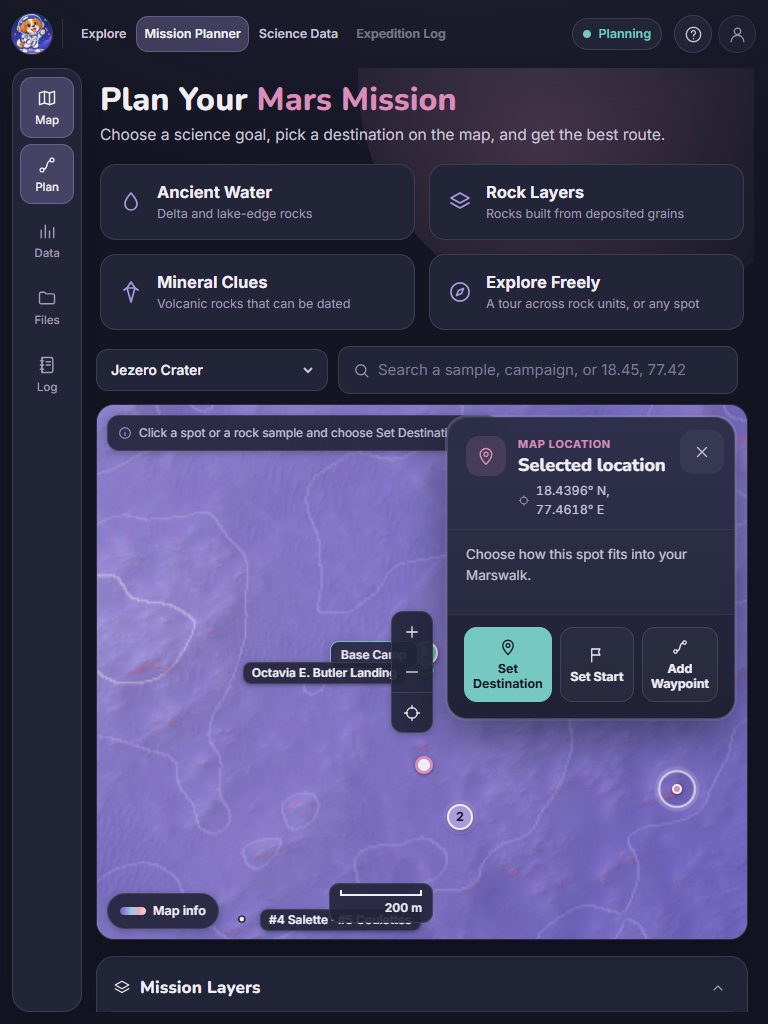 Explore
Mission Planner
Science Data
Expedition Log
Planning
Map
Plan
Data
Files
Log
Plan Your Mars Mission
Choose a science goal, pick a destination on the map, and get the best route.
Ancient Water
Delta and lake-edge rocks
Rock Layers
Rocks built from deposited grains
Mineral Clues
Volcanic rocks that can be dated
Explore Freely
A tour across rock units, or any spot
Jezero Crater
Search a sample, campaign, or 18.45, 77.42
Click a spot or a rock sample and choose Set Destinati
MAP LOCATION
Selected location
18.4396° N,
77.4618° E
Choose how this spot fits into your
Marswalk.
Set
Destination
Set Start
Add
Waypoint
Base Camp
Octavia E. Butler Landing
2
200 m
Map info
#4 Salette - #5 Coulettes
Mission Layers